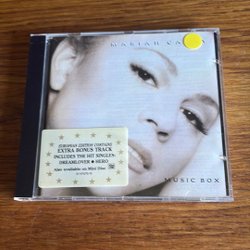 MARIAH CAREY
EUROPEAN EDITION CONTAINS
EXTRA BONUS TRACK
INCLUDES THE HIT SINGLES:
DREAMLOVER ★ HERO
Also available on Mini Disc
MUSIC BOX